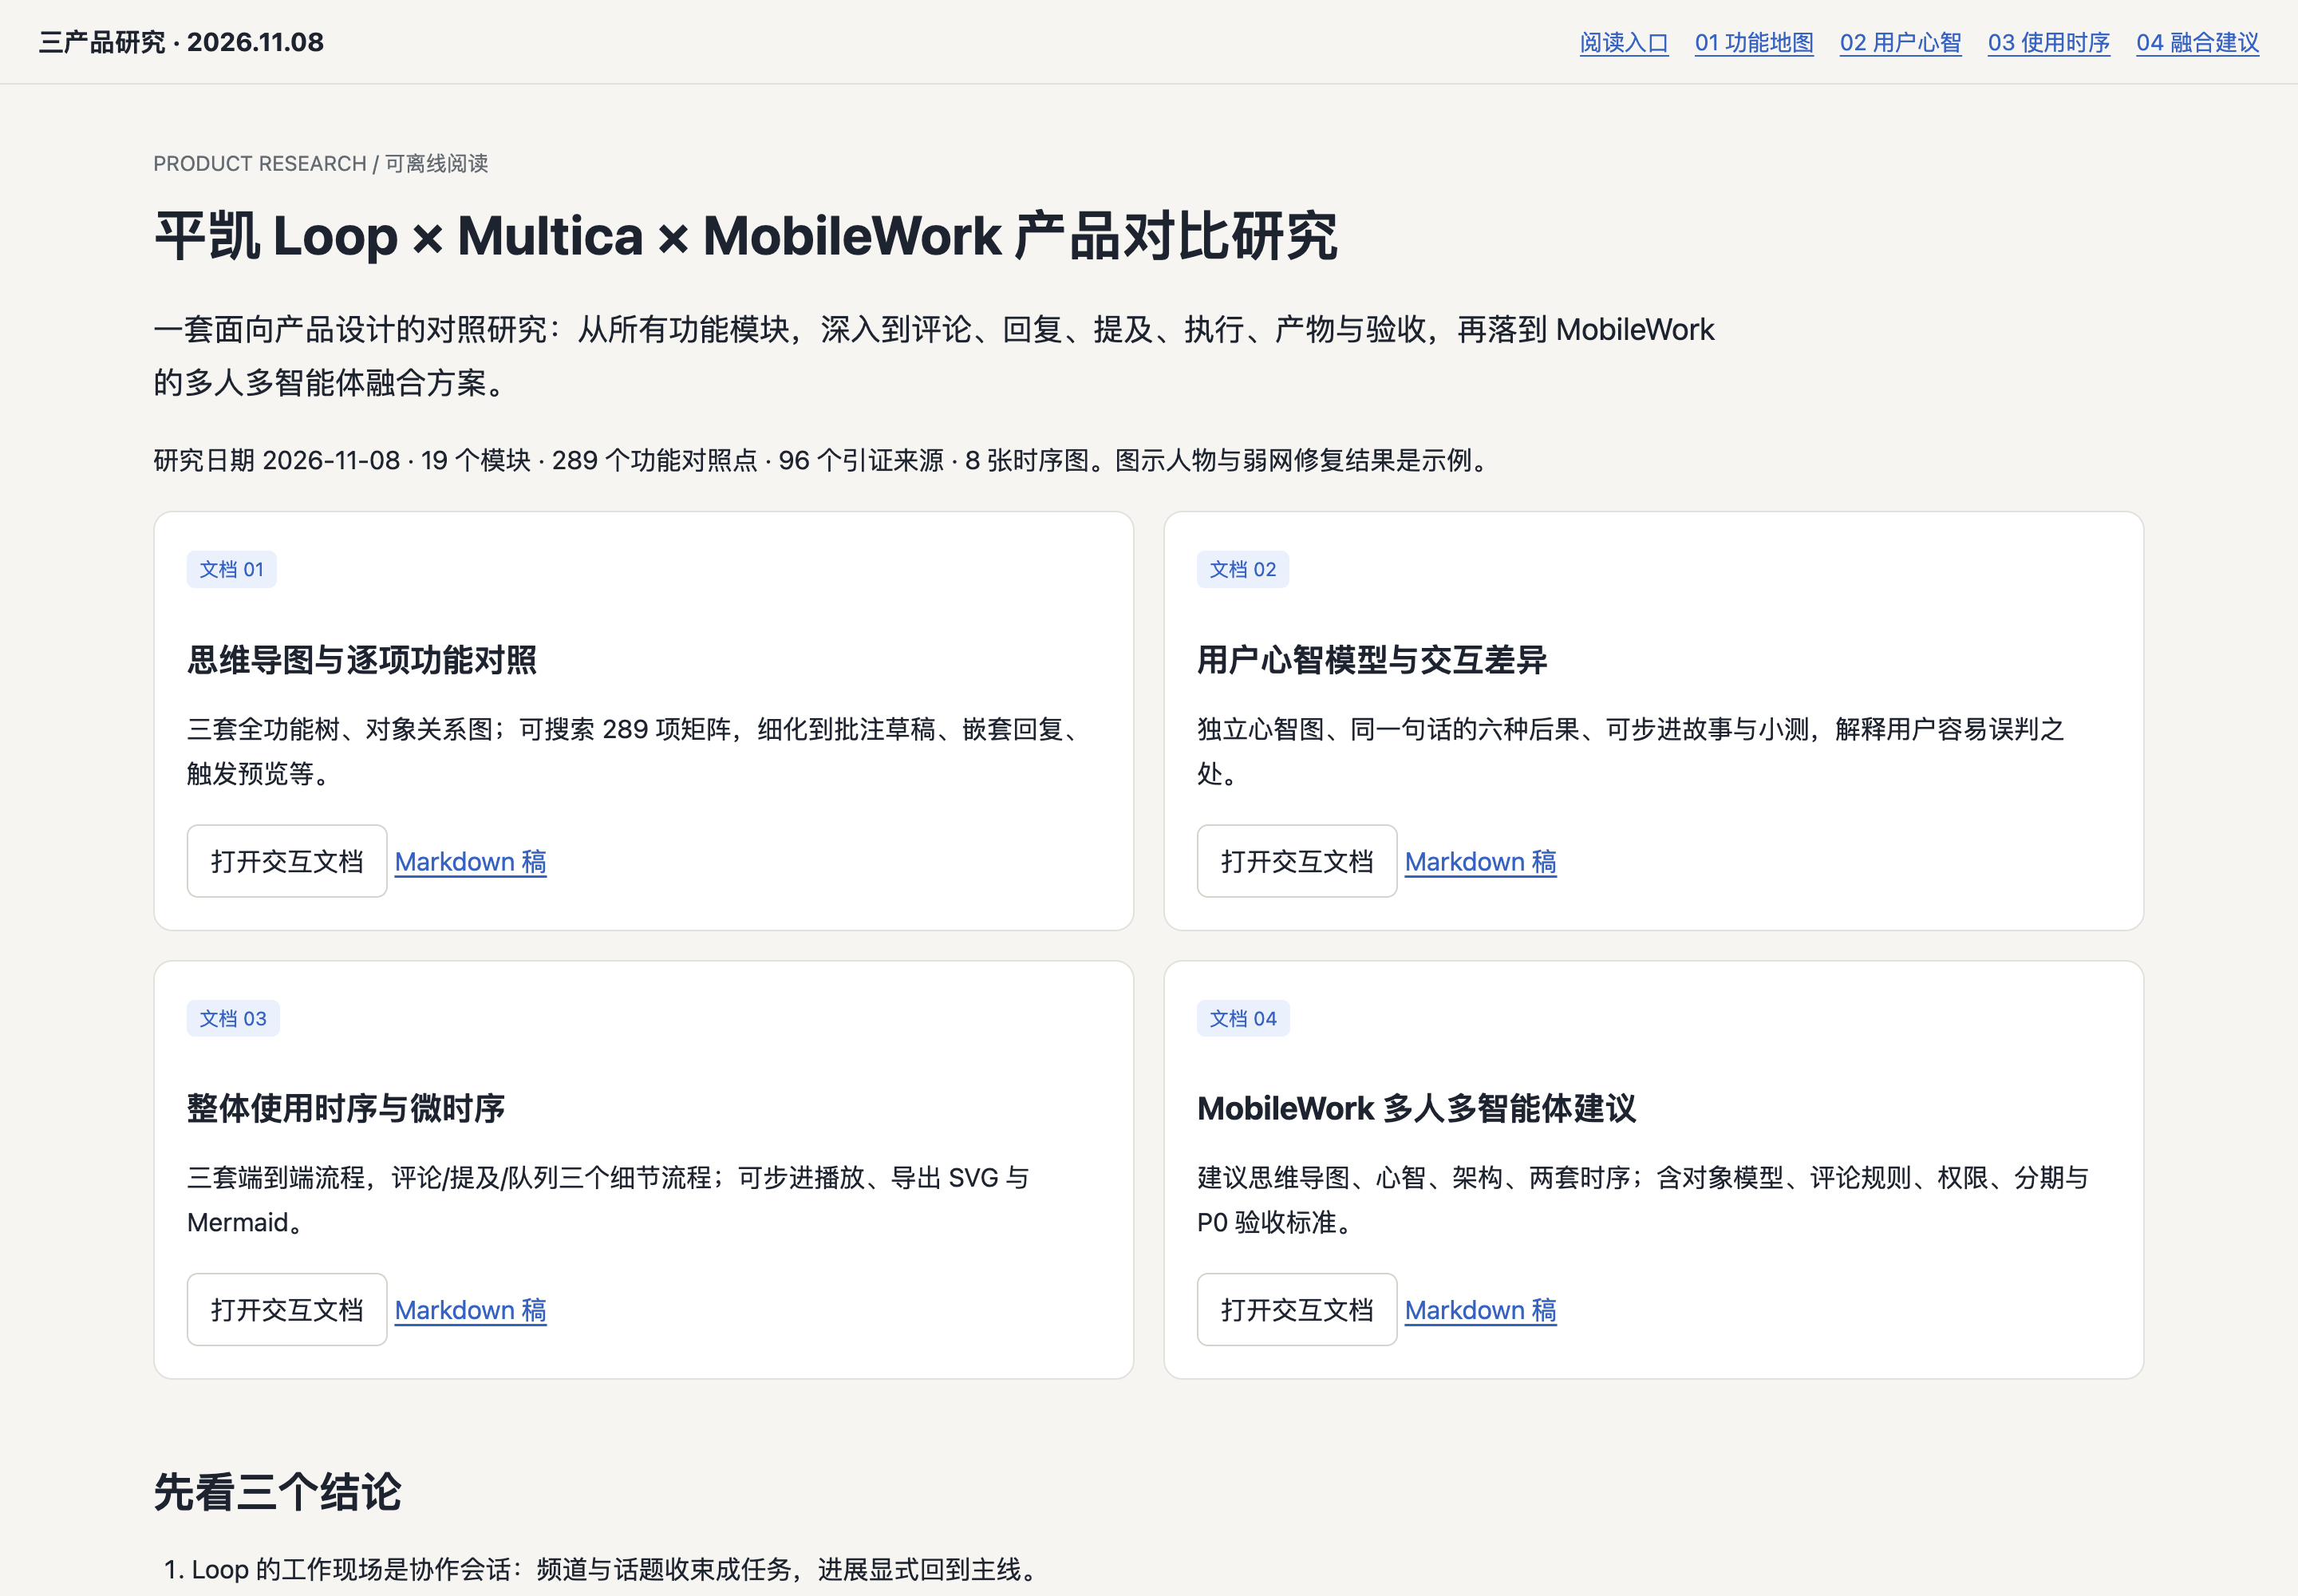 三产品研究 · 2026.11.08
阅读入口 01 功能地图 02 用户心智 03 使用时序 04 融合建议
PRODUCT RESEARCH / 可离线阅读
平凯 Loop × Multica × MobileWork 产品对比研究
一套面向产品设计的对照研究：从所有功能模块，深入到评论、回复、提及、执行、产物与验收，再落到 MobileWork
的多人多智能体融合方案。
研究日期 2026-11-08 · 19 个模块 · 289 个功能对照点 · 96 个引证来源 · 8 张时序图。图示人物与弱网修复结果是示例。
文档 01
思维导图与逐项功能对照
三套全功能树、对象关系图；可搜索 289 项矩阵，细化到批注草稿、嵌套回复、
触发预览等。
打开交互文档 Markdown 稿
文档 02
用户心智模型与交互差异
独立心智图、同一句话的六种后果、可步进故事与小测，解释用户容易误判之
处。
打开交互文档 Markdown 稿
文档 03
整体使用时序与微时序
三套端到端流程，评论/提及/队列三个细节流程；可步进播放、导出 SVG 与
Mermaid。
打开交互文档 Markdown 稿
文档 04
MobileWork 多人多智能体建议
建议思维导图、心智、架构、两套时序；含对象模型、评论规则、权限、分期与
P0 验收标准。
打开交互文档 Markdown 稿
先看三个结论
1. Loop 的工作现场是协作会话：频道与话题收束成任务，进展显式回到主线。